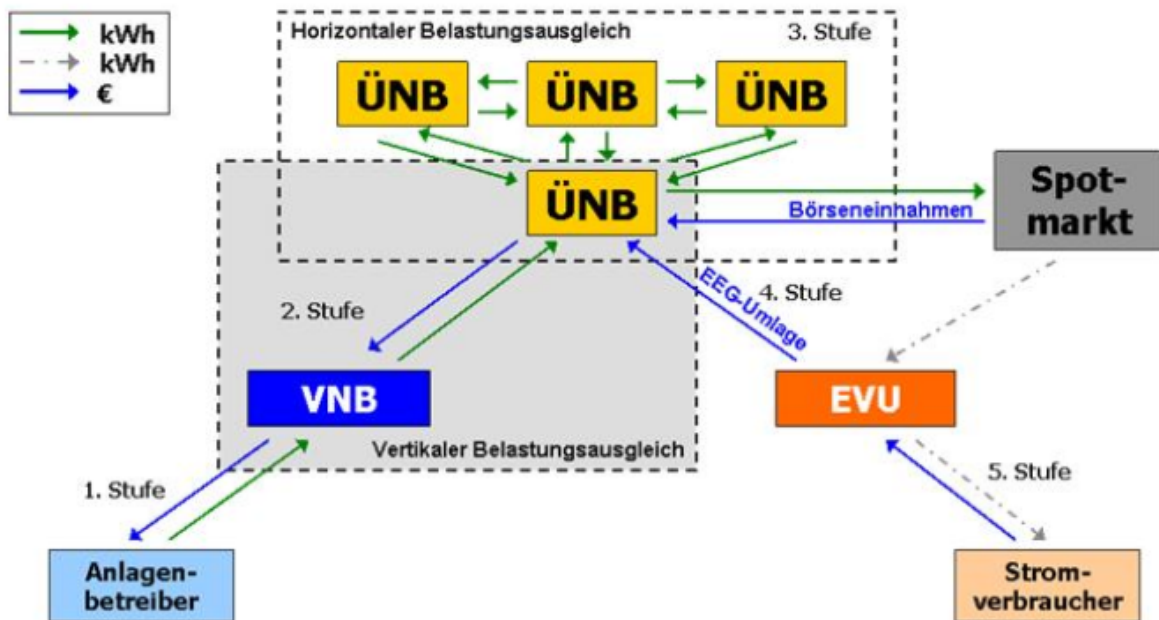 kWh
kWh
€
Horizontaler Belastungsausgleich
3. Stufe
ÜNB
ÜNB
ÜNB
ÜNB
Spot-
markt
Börseneinhahmen
EEG-Umlage
4. Stufe
2. Stufe
VNB
EVU
Vertikaler Belastungsausgleich
1. Stufe
5. Stufe
Anlagen-
betreiber
Strom-
verbraucher